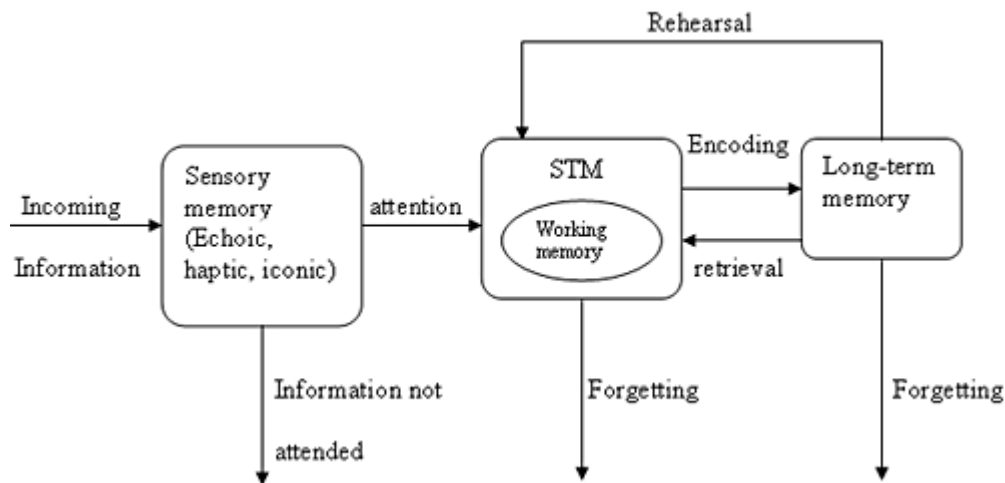 Rehearsal
Incoming
Information
Sensory
memory
(Echoic,
haptic, iconic)
attention
STM
Working
memory
Encoding
retrieval
Long-term
memory
Information not
attended
Forgetting
Forgetting